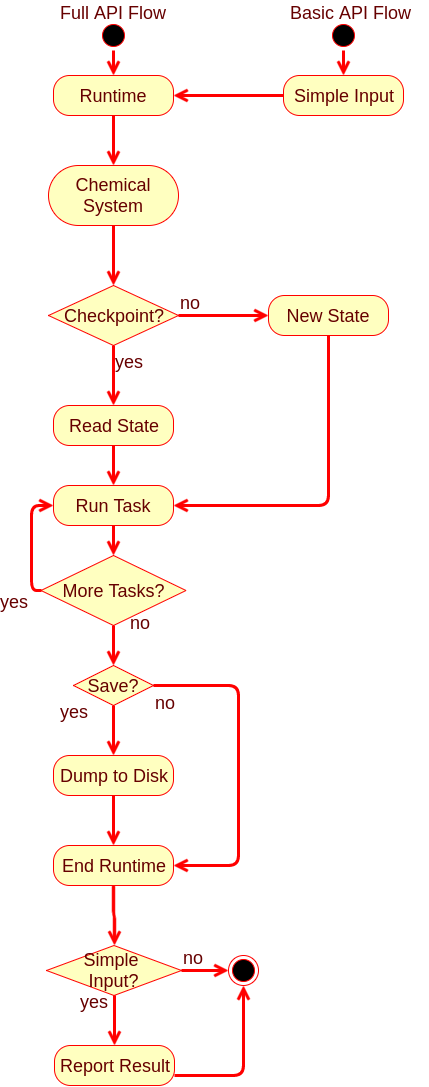 Full API Flow
Basic API Flow
Runtime
Simple Input
Chemical
System
Checkpoint?
no
New State
yes
Read State
Run Task
More Tasks?
yes
no
Save?
no
yes
Dump to Disk
End Runtime
Simple
Input?
no
yes
Report Result